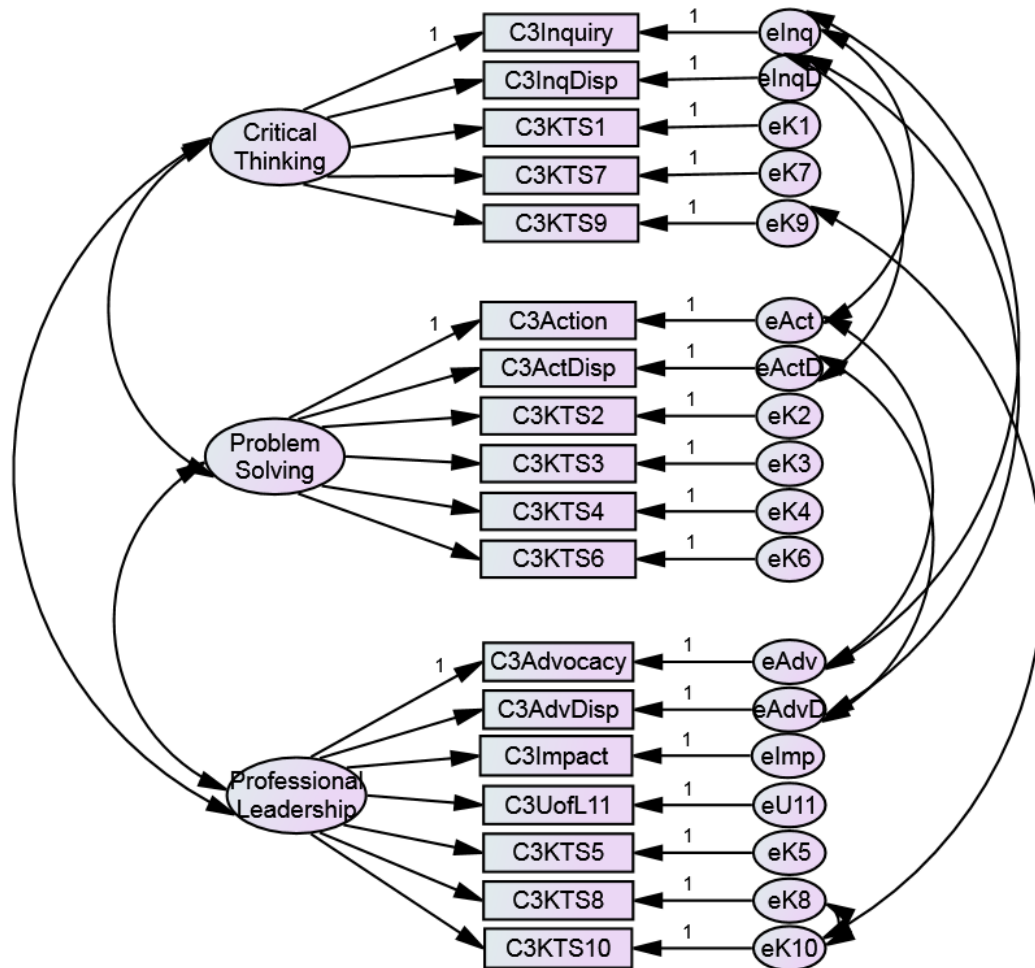 1 C3Inquiry 1 eInq
C3InqDisp 1 eInqD
Critical
Thinking
C3KTS1 1 eK1
C3KTS7 1 eK7
C3KTS9 1 eK9
1 C3Action 1 eAct
C3ActDisp 1 eActD
C3KTS2 1 eK2
Problem
Solving
C3KTS3 1 eK3
C3KTS4 1 eK4
C3KTS6 1 eK6
1 C3Advocacy 1 eAdv
C3AdvDisp 1 eAdvD
C3Impact 1 eImp
Professional
Leadership
C3UofL11 1 eU11
C3KTS5 1 eK5
C3KTS8 1 eK8
C3KTS10 1 eK10